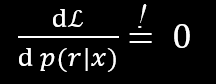 dℒ / d p(r|x) =! 0